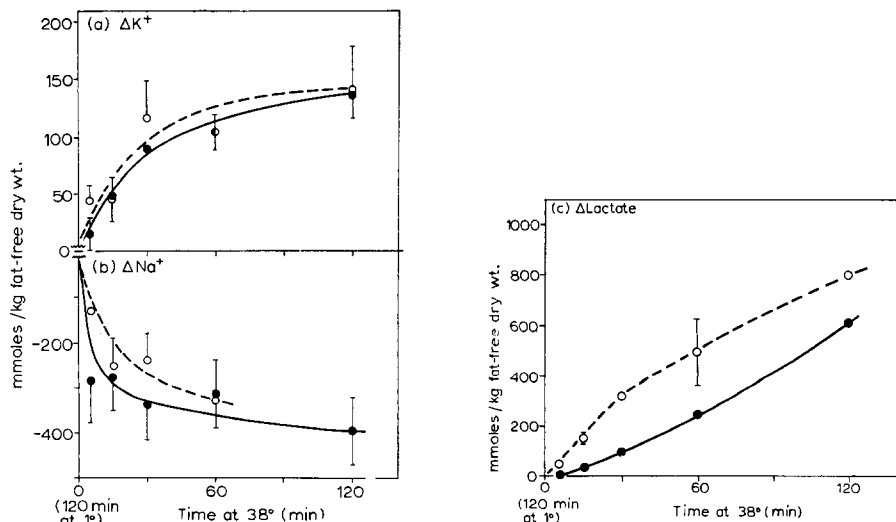 (a) ΔK⁺
200
150
100
50
0
(b) ΔNa⁺
-200
-400
mmoles / kg fat-free dry wt.
0
60
120
(120 min at 1°)
Time at 38° (min)
(c) ΔLactate
1000
800
600
400
200
0
mmoles / kg fat-free dry wt.
0
60
120
(120 min at 1°)
Time at 38° (min)